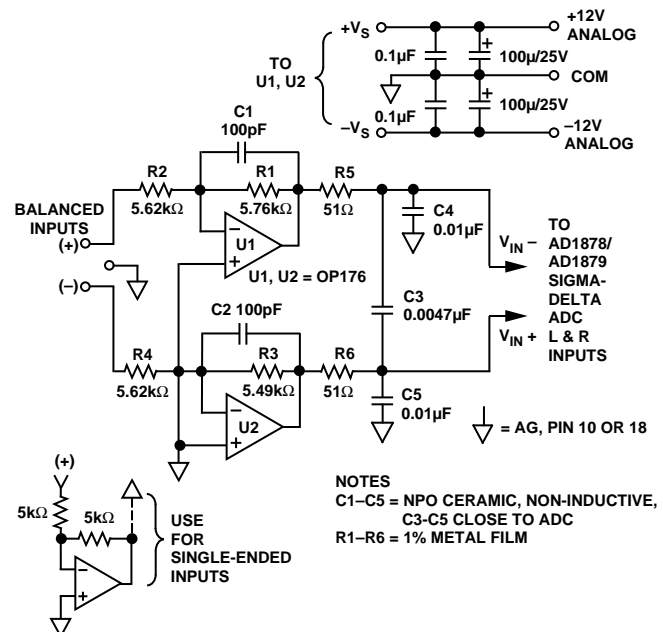 +VS
+12V
ANALOG
TO
U1, U2
0.1µF
100µ/25V
COM
0.1µF
100µ/25V
–VS
–12V
ANALOG
C1
100pF
R2
5.62kΩ
R1
5.76kΩ
R5
51Ω
BALANCED
INPUTS
(+)
(–)
–
+
U1
U1, U2 = OP176
C4
0.01µF
VIN –
TO
AD1878/
AD1879
SIGMA-
DELTA
ADC
L & R
INPUTS
C3
0.0047µF
VIN +
C2 100pF
R4
5.62kΩ
R3
5.49kΩ
R6
51Ω
–
+
U2
C5
0.01µF
= AG, PIN 10 OR 18
(+)
5kΩ
5kΩ
–
+
USE
FOR
SINGLE-ENDED
INPUTS
NOTES
C1–C5 = NPO CERAMIC, NON-INDUCTIVE,
C3-C5 CLOSE TO ADC
R1–R6 = 1% METAL FILM